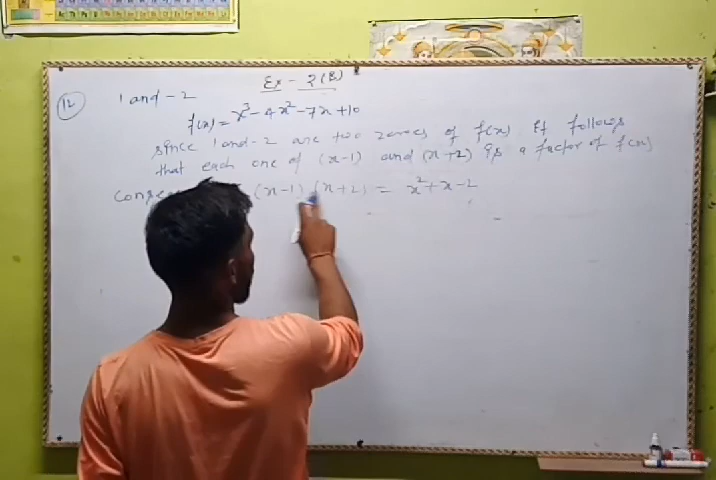 Ex - 2(B)
12 1 and -2
f(x) = x³ - 4x² - 7x + 10
since 1 and -2 are two zeroes of f(x) It follows
that each one of (x-1) and (x+2) is a factor of f(x)
(x-1) (x+2) = x² + x - 2